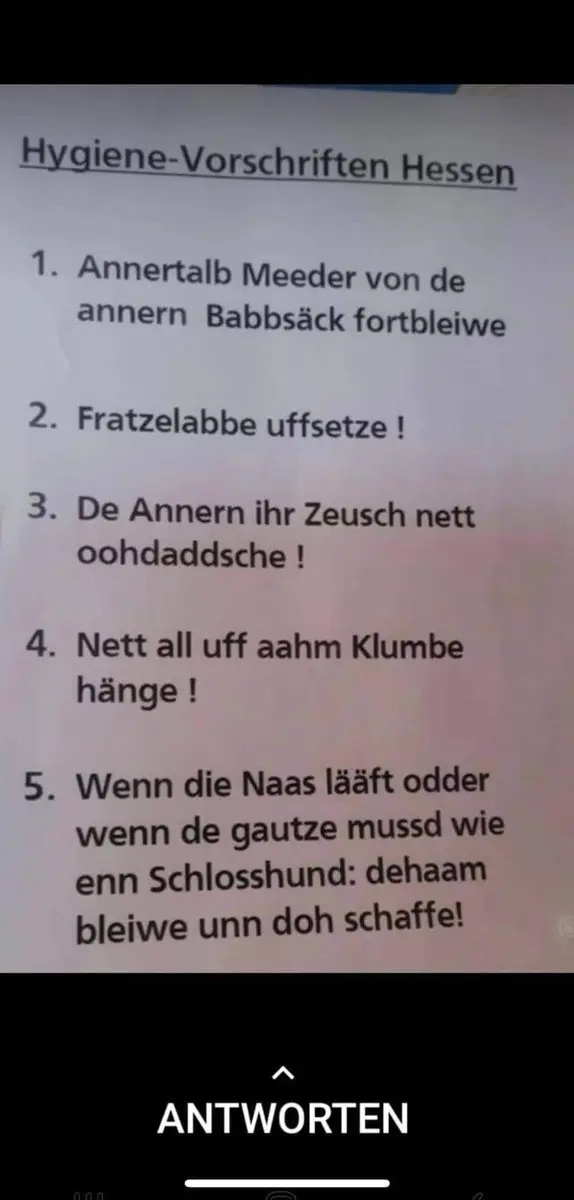 Hygiene-Vorschriften Hessen
1. Annertalb Meeder von de
annern Babbsäck fortbleiwe
2. Fratzelabbe uffsetze !
3. De Annern ihr Zeusch nett
oohdaddsche !
4. Nett all uff aahm Klumbe
hänge !
5. Wenn die Naas lääft odder
wenn de gautze mussd wie
enn Schlosshund: dehaam
bleiwe unn doh schaffe!
ANTWORTEN